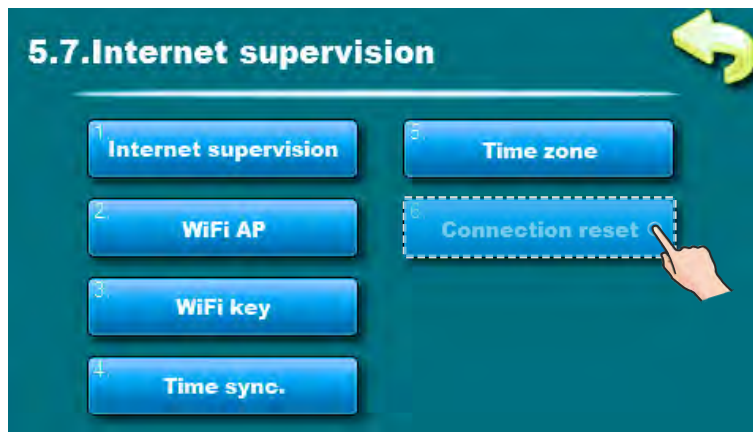 5.7.Internet supervision
1.
Internet supervision
2.
WiFi AP
3.
WiFi key
4.
Time sync.
5.
Time zone
6.
Connection reset